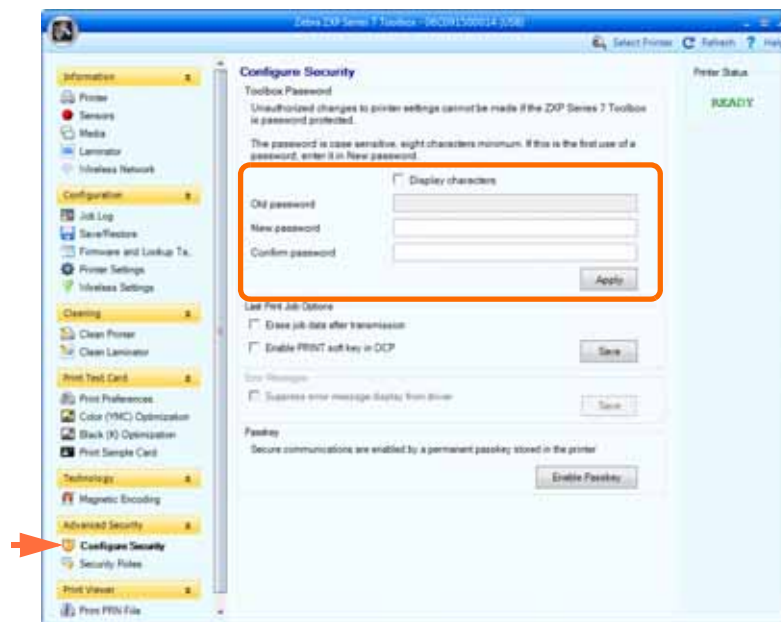 Zebra ZXP Series 7 Toolbox - 06C091500014 (USB)
Select Printer Refresh ? Help
Information
Printer
Sensors
Media
Laminator
Wireless Network
Configuration
Job Log
Save/Restore
Firmware and Lookup Ta..
Printer Settings
Wireless Settings
Cleaning
Clean Printer
Clean Laminator
Print Test Card
Print Preferences
Color (YMC) Optimization
Black (K) Optimization
Print Sample Card
Technology
Magnetic Encoding
Advanced Security
Configure Security
Security Roles
Print Viewer
Print PRN File
Configure Security
Toolbox Password
Unauthorized changes to printer settings cannot be made if the ZXP Series 7 Toolbox
is password protected.
The password is case sensitive, eight characters minimum. If this is the first use of a
password, enter it in New password.
Display characters
Old password
New password
Confirm password
Apply
Last Print Job Options
Erase job data after transmission
Enable PRINT soft key in OCP
Save
Error Messages
Suppress error message display from driver
Save
Passkey
Secure communications are enabled by a permanent passkey stored in the printer
Enable Passkey
Printer Status
READY